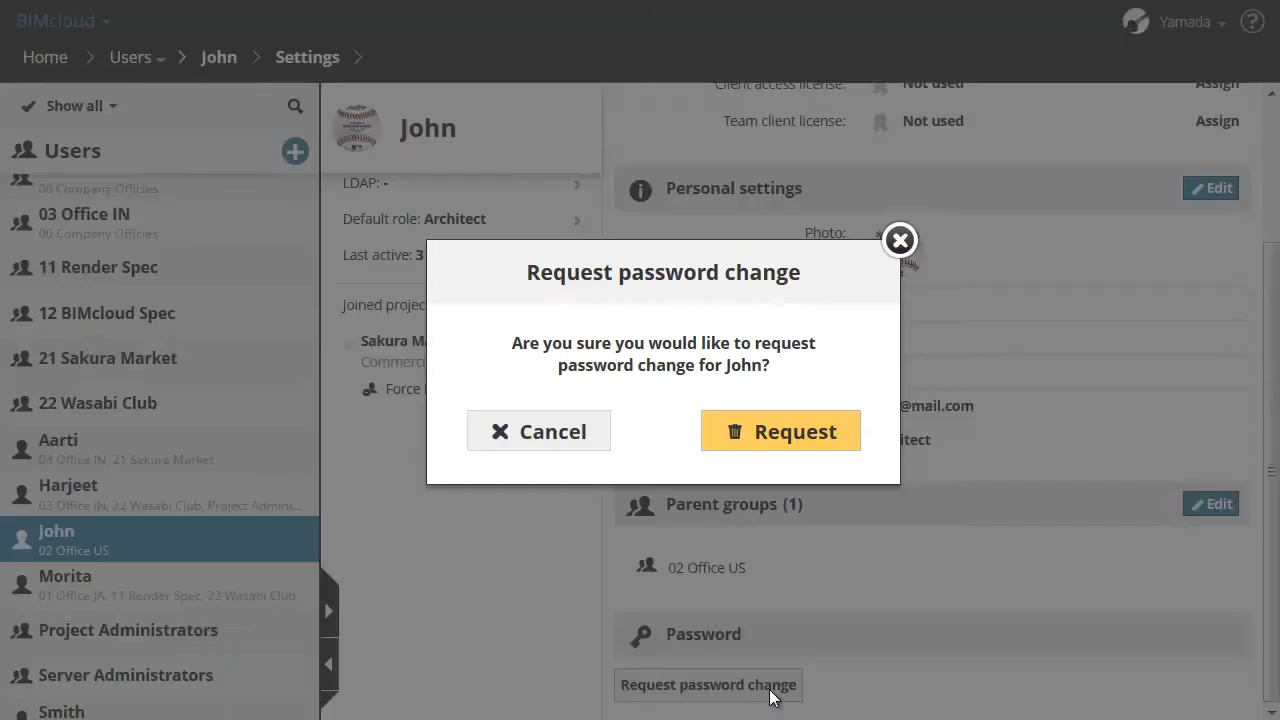 BIMcloud
Yamada
Home
Users
John
Settings
Show all
Users
00 Company Officies
03 Office IN
00 Company Officies
11 Render Spec
12 BIMcloud Spec
21 Sakura Market
22 Wasabi Club
Aarti
03 Office IN, 21 Sakura Market
Harjeet
03 Office IN, 22 Wasabi Club, Project Admini...
John
02 Office US
Morita
01 Office JA, 11 Render Spec, 22 Wasabi Club
Project Administrators
Server Administrators
Smith
John
LDAP: -
Default role: Architect
Last active: 3
Joined projec
Sakura M
Commerc
Force
Client access license: Not used Assign
Team client license: Not used Assign
Personal settings
Edit
Photo:
@mail.com
itect
Parent groups (1)
Edit
02 Office US
Password
Request password change
Request password change
Are you sure you would like to request
password change for John?
Cancel
Request